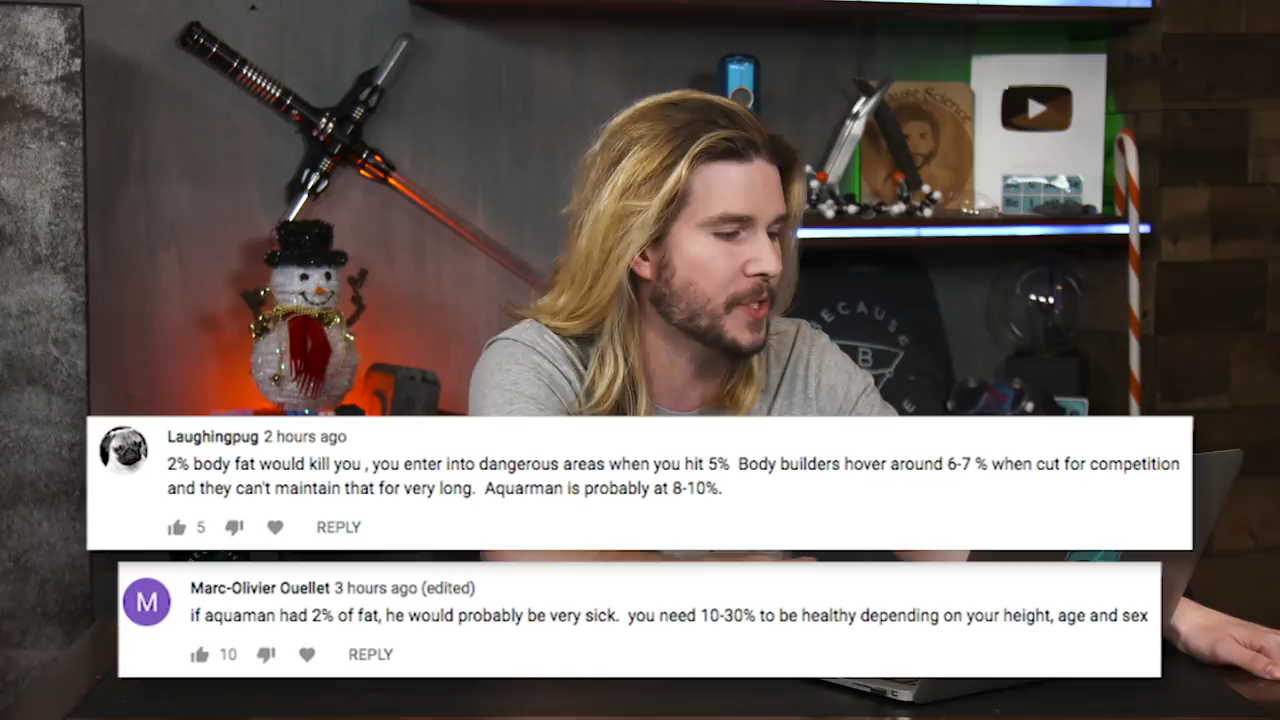 ause Science
BECAUSE
B
E
Laughingpug 2 hours ago
2% body fat would kill you , you enter into dangerous areas when you hit 5% Body builders hover around 6-7 % when cut for competition
and they can't maintain that for very long. Aquarman is probably at 8-10%.
5 REPLY
M
Marc-Olivier Ouellet 3 hours ago (edited)
if aquaman had 2% of fat, he would probably be very sick. you need 10-30% to be healthy depending on your height, age and sex
10 REPLY